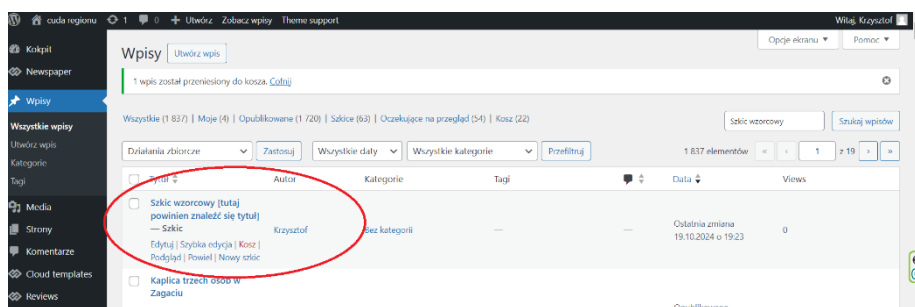 cuda regionu 1 0 + Utwórz Zobacz wpisy Theme support Witaj, Krzysztof
Opcje ekranu ▼ Pomoc ▼
Kokpit
Newspaper
Wpisy
Wszystkie wpisy
Utwórz wpis
Kategorie
Tagi
Media
Strony
Komentarze
Cloud templates
Reviews
Wpisy Utwórz wpis
1 wpis został przeniesiony do kosza. Cofnij
Wszystkie (1 837) | Moje (4) | Opublikowane (1 720) | Szkice (63) | Oczekujące na przegląd (54) | Kosz (22)
Szkic wzorcowy Szukaj wpisów
Działania zbiorcze Zastosuj Wszystkie daty Wszystkie kategorie Przefiltruj 1 837 elementów « ‹ 1 z 19 › »
Tytuł Autor Kategorie Tagi Data Views
Szkic wzorcowy [tutaj
powinien znaleźć się tytuł]
— Szkic
Edytuj | Szybka edycja | Kosz |
Podgląd | Powiel | Nowy szkic
Krzysztof
Bez kategorii
—
—
Ostatnia zmiana
19.10.2024 o 19:23
0
Kaplica trzech osób w
Zagaciu
Opublikowano